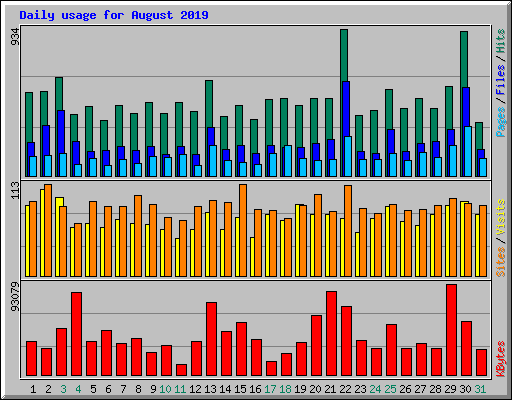 Daily usage for August 2019
934
Pages / Files / Hits
113
Sites / Visits
93079
KBytes
1 2 3 4 5 6 7 8 9 10 11 12 13 14 15 16 17 18 19 20 21 22 23 24 25 26 27 28 29 30 31